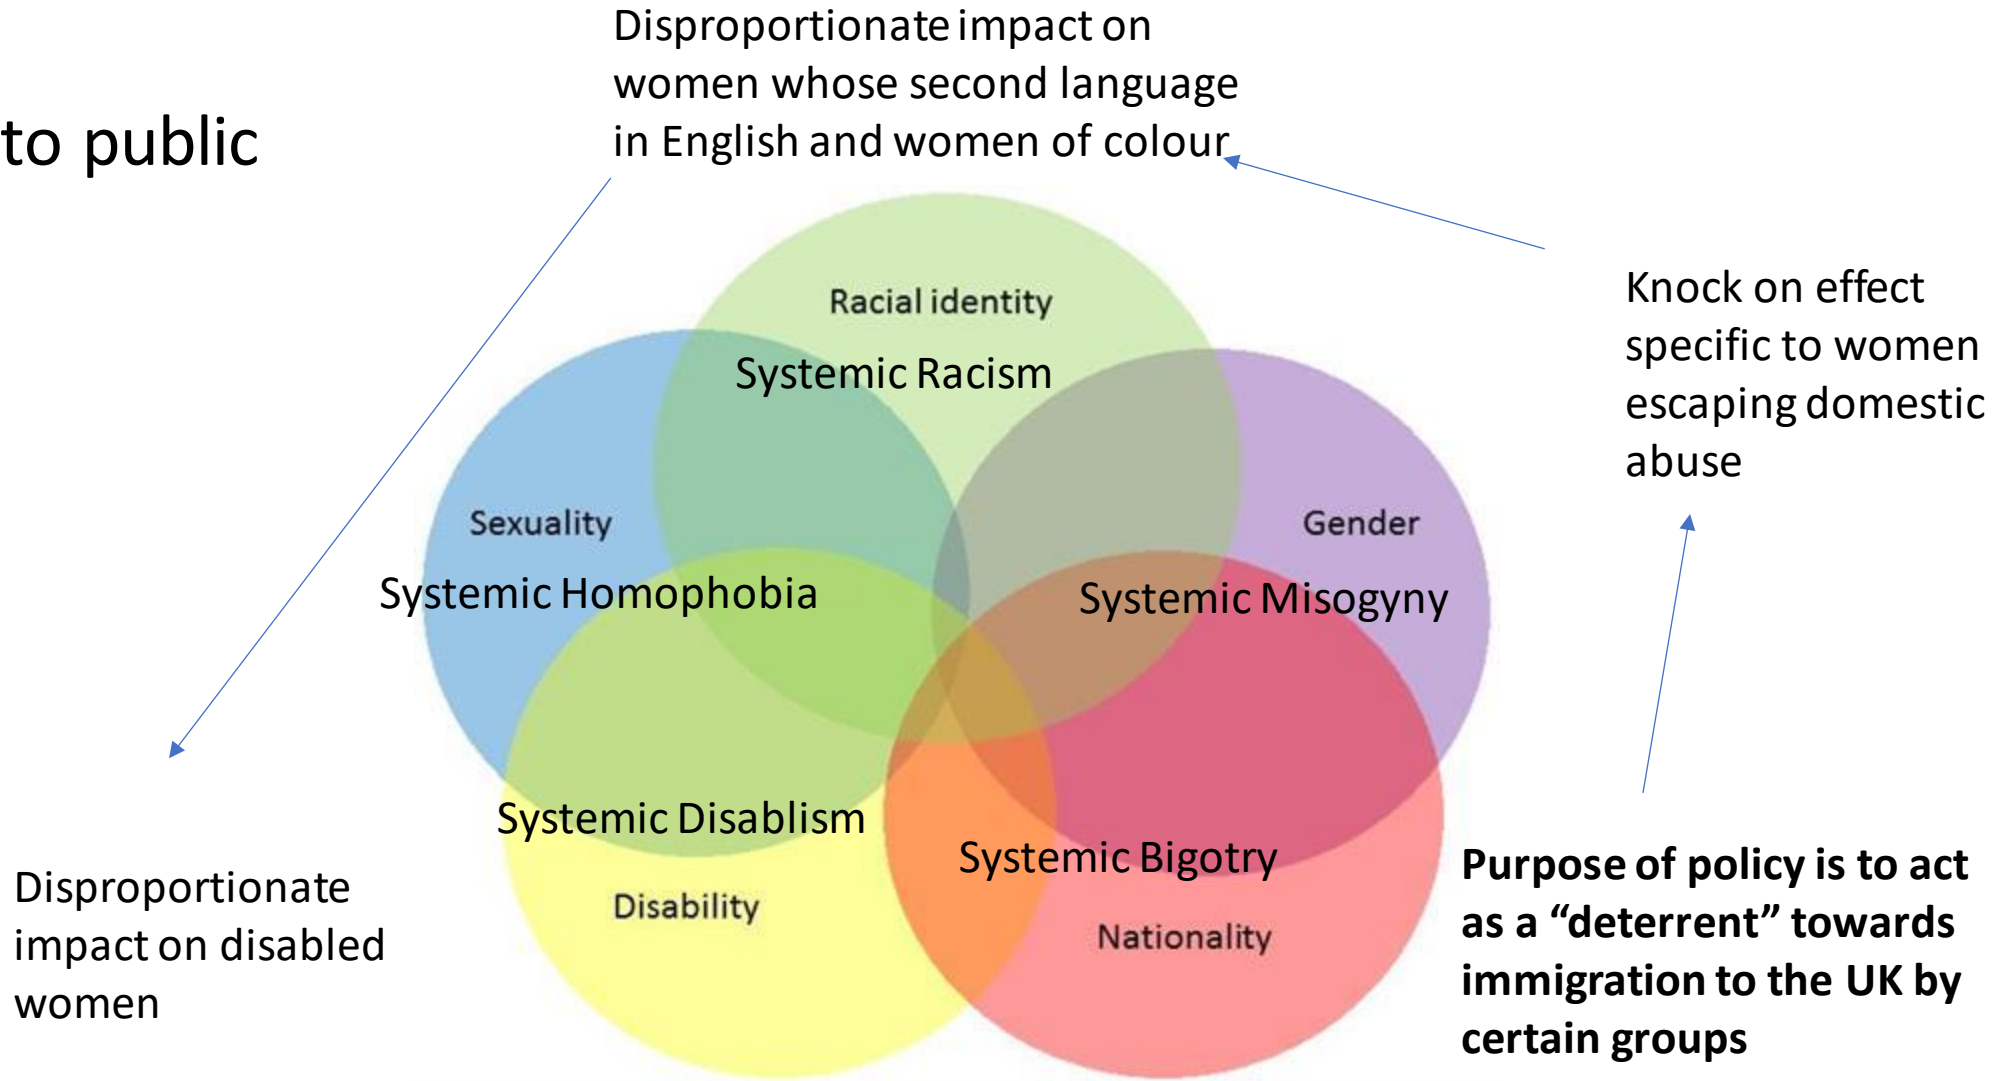 to public
Disproportionate impact on
women whose second language
in English and women of colour
Knock on effect
specific to women
escaping domestic
abuse
Racial identity
Systemic Racism
Sexuality
Systemic Homophobia
Gender
Systemic Misogyny
Systemic Disablism
Disability
Systemic Bigotry
Nationality
Disproportionate
impact on disabled
women
Purpose of policy is to act
as a “deterrent” towards
immigration to the UK by
certain groups